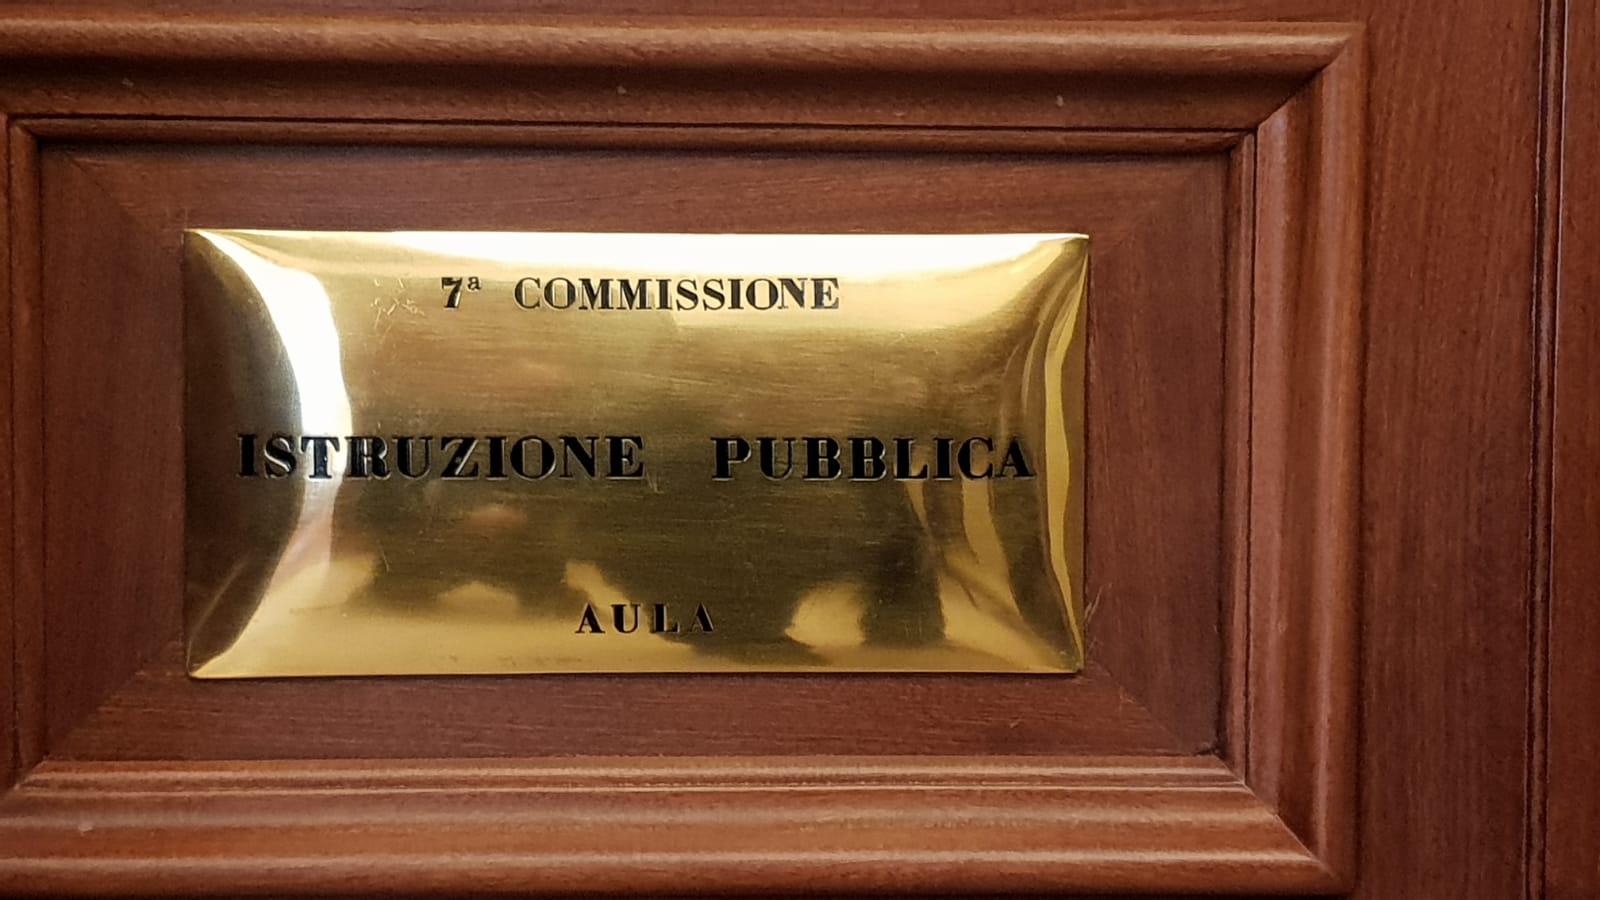 7ª COMMISSIONE
ISTRUZIONE PUBBLICA
AULA